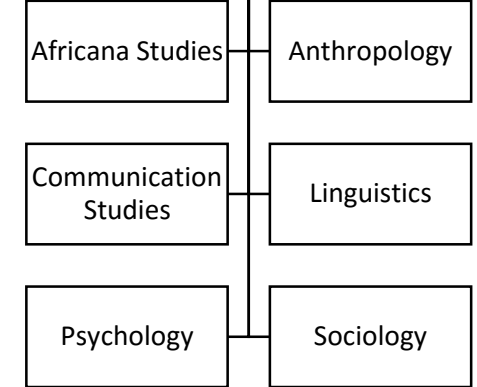 Africana Studies
Anthropology
Communication
Studies
Linguistics
Psychology
Sociology